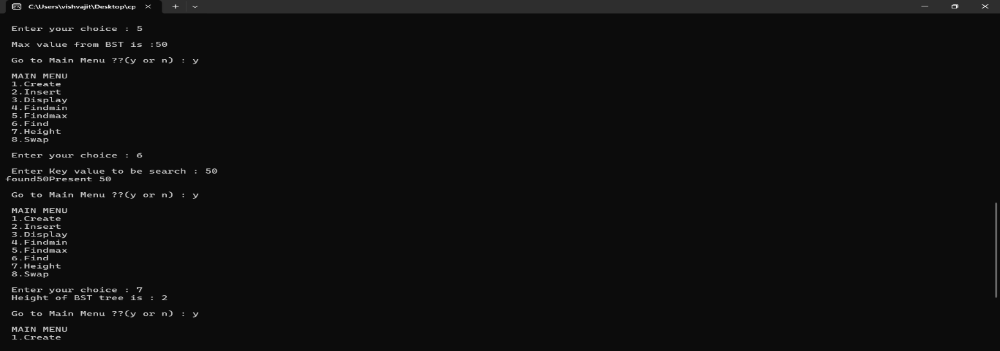 C:\Users\vishvajit\Desktop\cp
Enter your choice : 5
Max value from BST is :50
Go to Main Menu ??(y or n) : y
MAIN MENU
1.Create
2.Insert
3.Display
4.Findmin
5.Findmax
6.Find
7.Height
8.Swap
Enter your choice : 6
Enter Key value to be search : 50
found50Present 50
Go to Main Menu ??(y or n) : y
MAIN MENU
1.Create
2.Insert
3.Display
4.Findmin
5.Findmax
6.Find
7.Height
8.Swap
Enter your choice : 7
Height of BST tree is : 2
Go to Main Menu ??(y or n) : y
MAIN MENU
1.Create